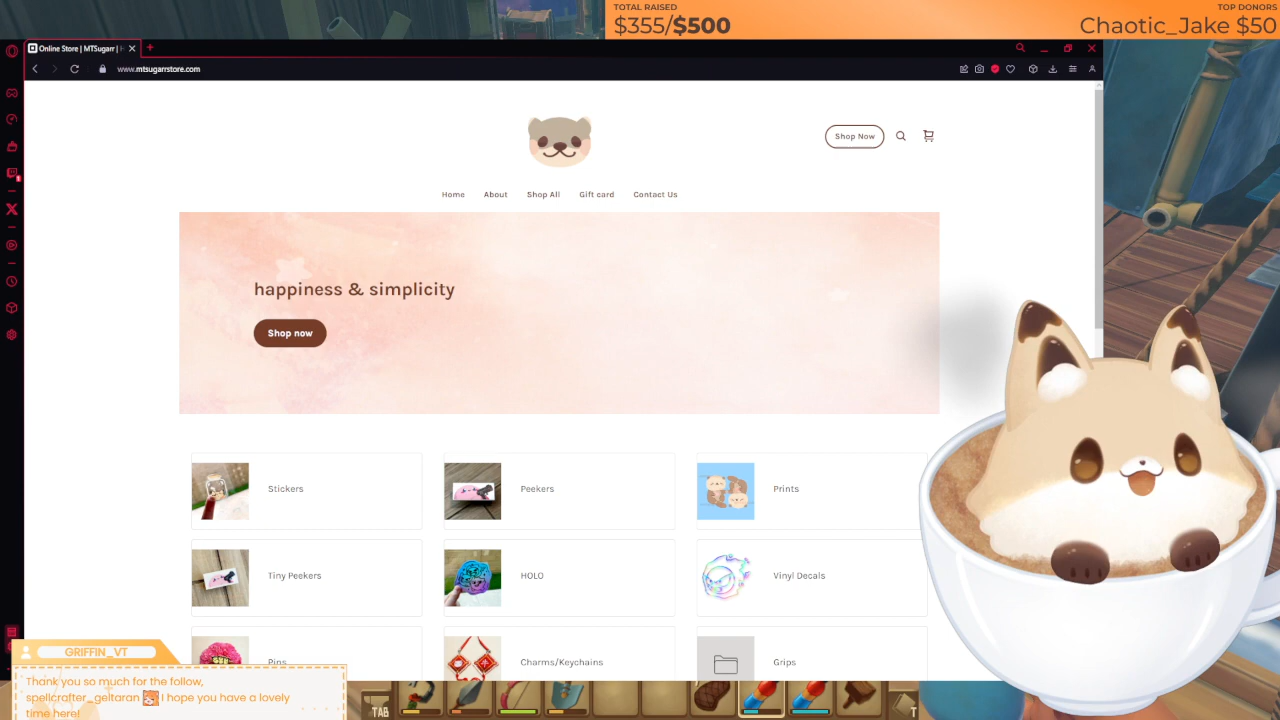 TOTAL RAISED
$355/$500
TOP DONORS
Chaotic_Jake $50
Online Store | MTSugarr | H
www.mtsugarrstore.com
Shop Now
Home About Shop All Gift card Contact Us
happiness & simplicity
Shop now
Stickers
Peekers
Prints
Tiny Peekers
HOLO
Vinyl Decals
Pins
Charms/Keychains
Grips
GRIFFIN_VT
Thank you so much for the follow,
spellcrafter_geltaran I hope you have a lovely
time here!
TAB
T